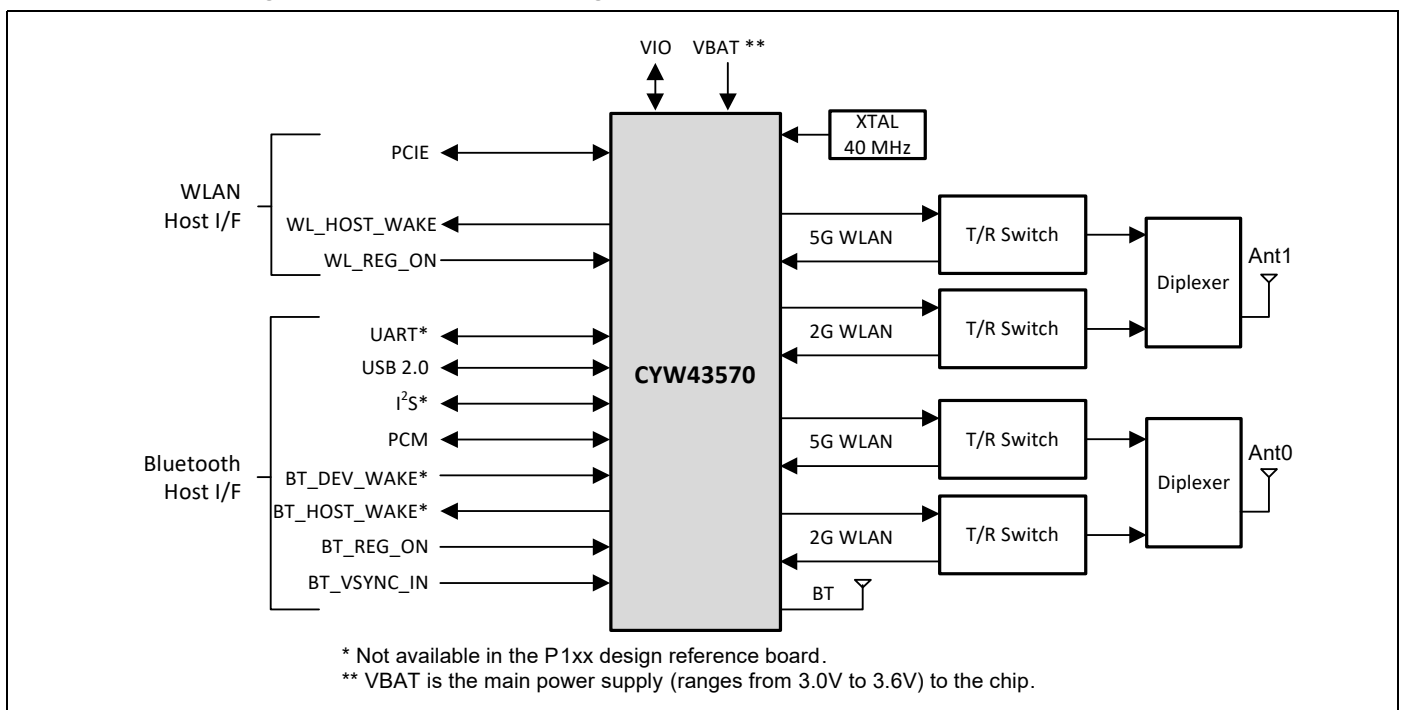 VIO VBAT **
XTAL
40 MHz
WLAN
Host I/F
PCIE
WL_HOST_WAKE
WL_REG_ON
Bluetooth
Host I/F
UART*
USB 2.0
I²S*
PCM
BT_DEV_WAKE*
BT_HOST_WAKE*
BT_REG_ON
BT_VSYNC_IN
CYW43570
5G WLAN
T/R Switch
2G WLAN
T/R Switch
Diplexer
Ant1
5G WLAN
T/R Switch
2G WLAN
T/R Switch
Diplexer
Ant0
BT
* Not available in the P1xx design reference board.
** VBAT is the main power supply (ranges from 3.0V to 3.6V) to the chip.